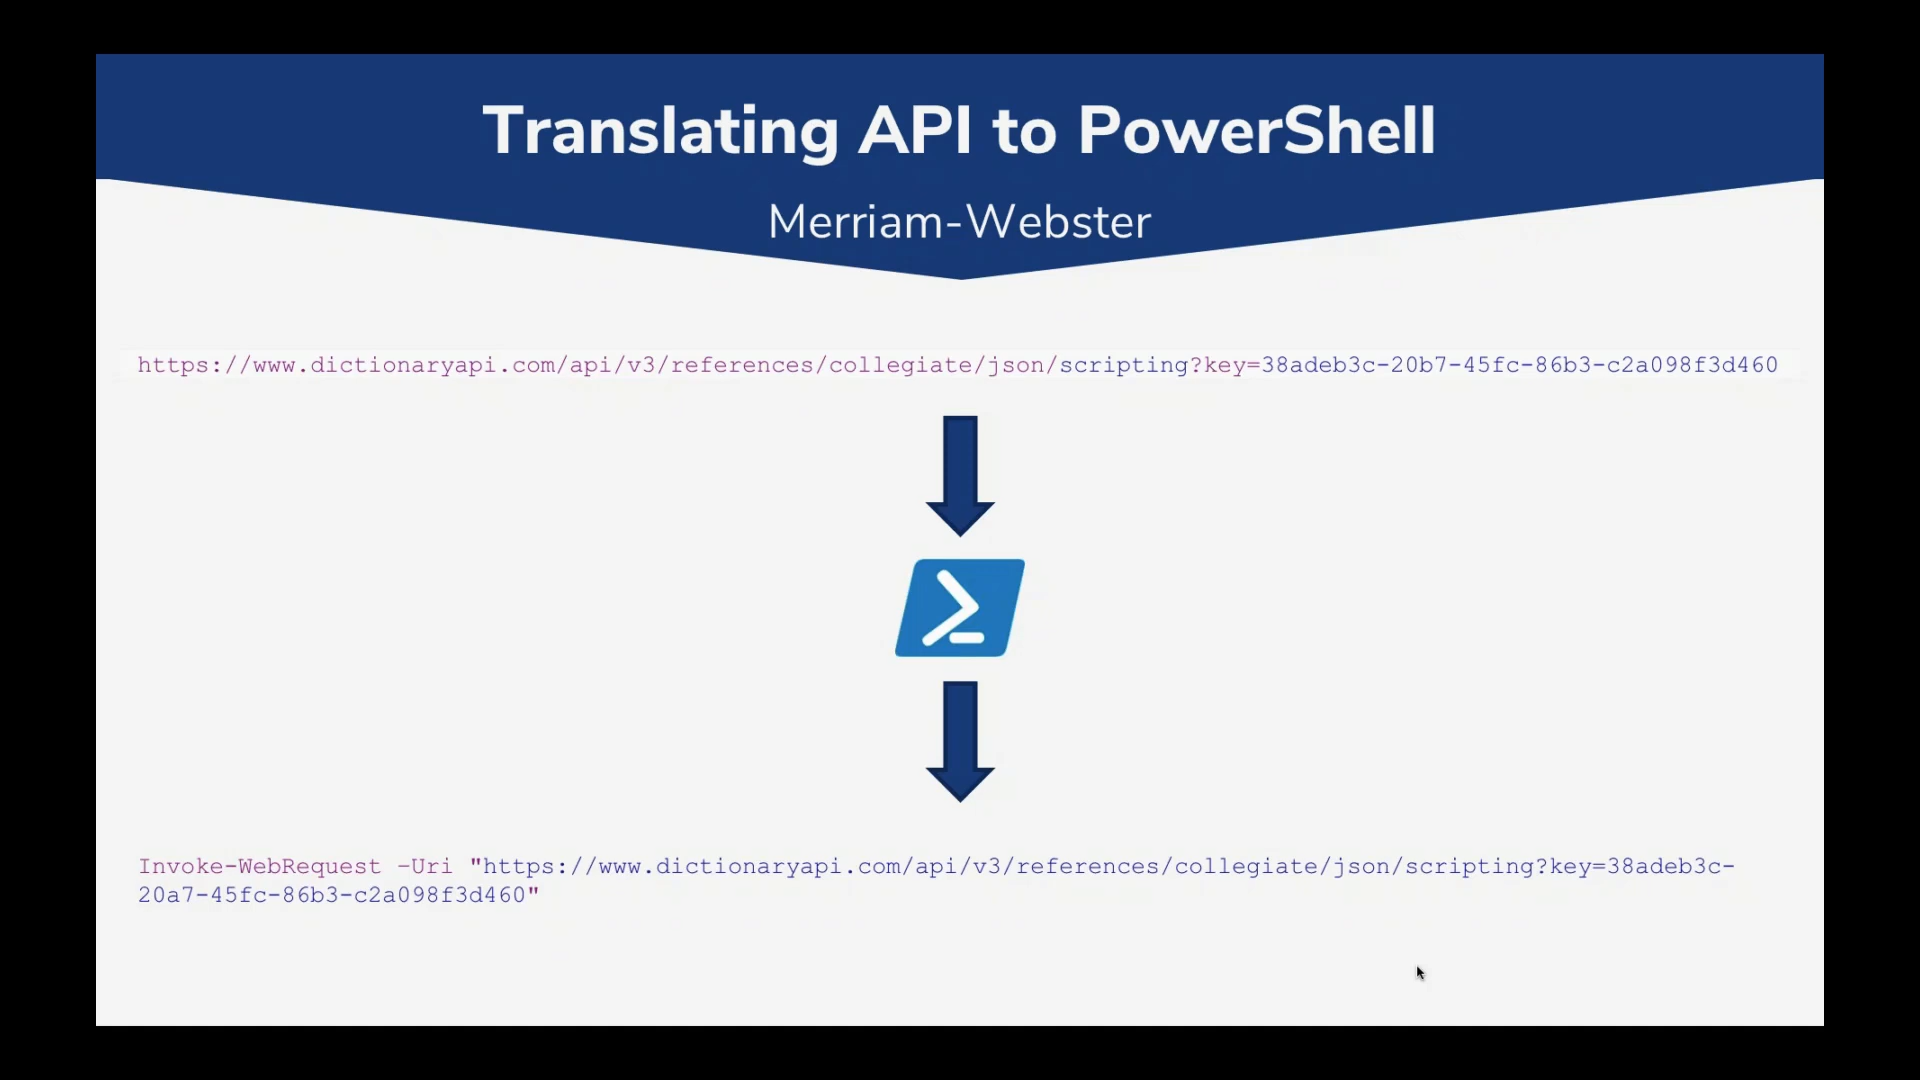 Translating API to PowerShell
Merriam-Webster
https://www.dictionaryapi.com/api/v3/references/collegiate/json/scripting?key=38adeb3c-20b7-45fc-86b3-c2a098f3d460
Invoke-WebRequest –Uri "https://www.dictionaryapi.com/api/v3/references/collegiate/json/scripting?key=38adeb3c-
20a7-45fc-86b3-c2a098f3d460"